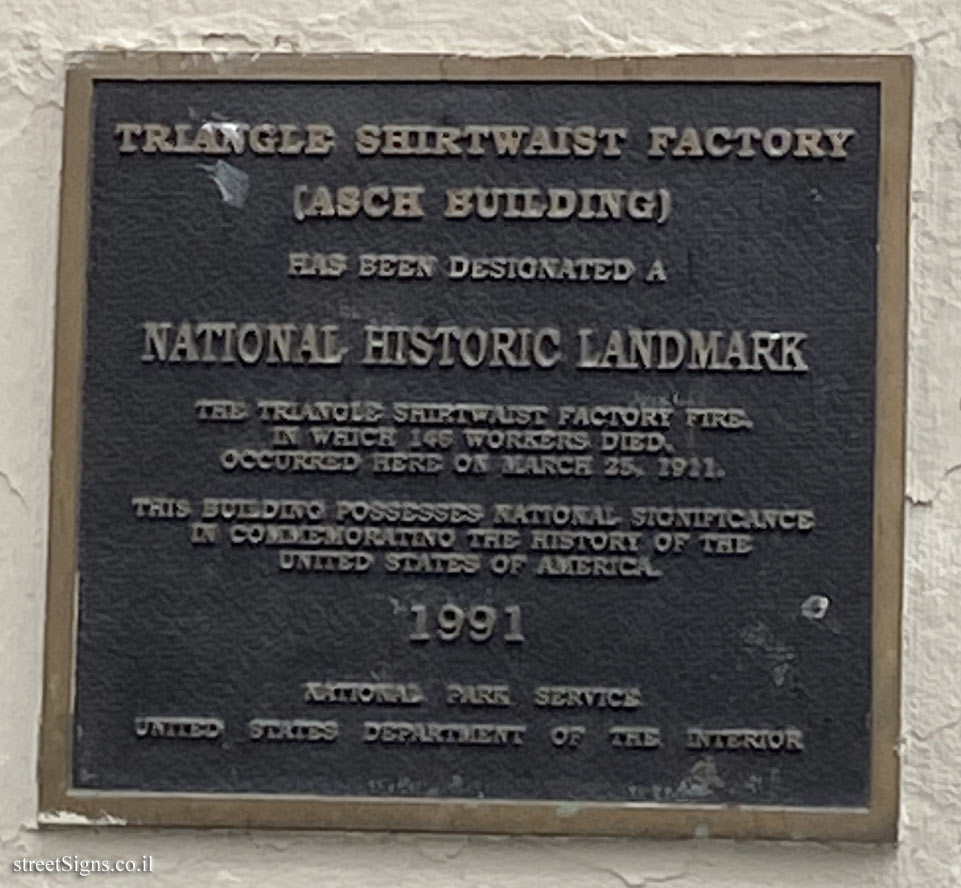 TRIANGLE SHIRTWAIST FACTORY
(ASCH BUILDING)
HAS BEEN DESIGNATED A
NATIONAL HISTORIC LANDMARK
THE TRIANGLE SHIRTWAIST FACTORY FIRE,
IN WHICH 146 WORKERS DIED,
OCCURRED HERE ON MARCH 25, 1911.
THIS BUILDING POSSESSES NATIONAL SIGNIFICANCE
IN COMMEMORATING THE HISTORY OF THE
UNITED STATES OF AMERICA.
1991
NATIONAL PARK SERVICE
UNITED STATES DEPARTMENT OF THE INTERIOR
streetSigns.co.il